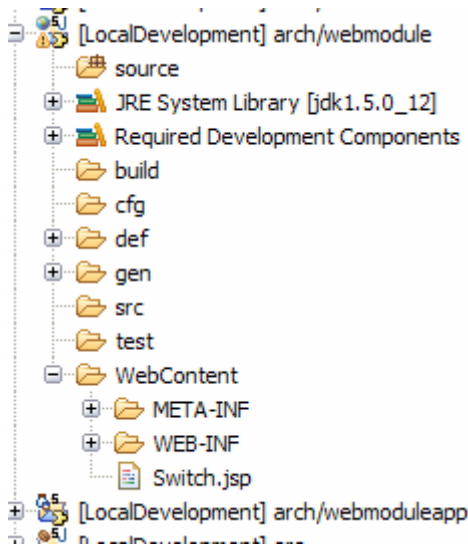 [LocalDevelopment] arch/webmodule
source
JRE System Library [jdk1.5.0_12]
Required Development Components
build
cfg
def
gen
src
test
WebContent
META-INF
WEB-INF
Switch.jsp
[LocalDevelopment] arch/webmoduleapp
[LocalDevelopment]